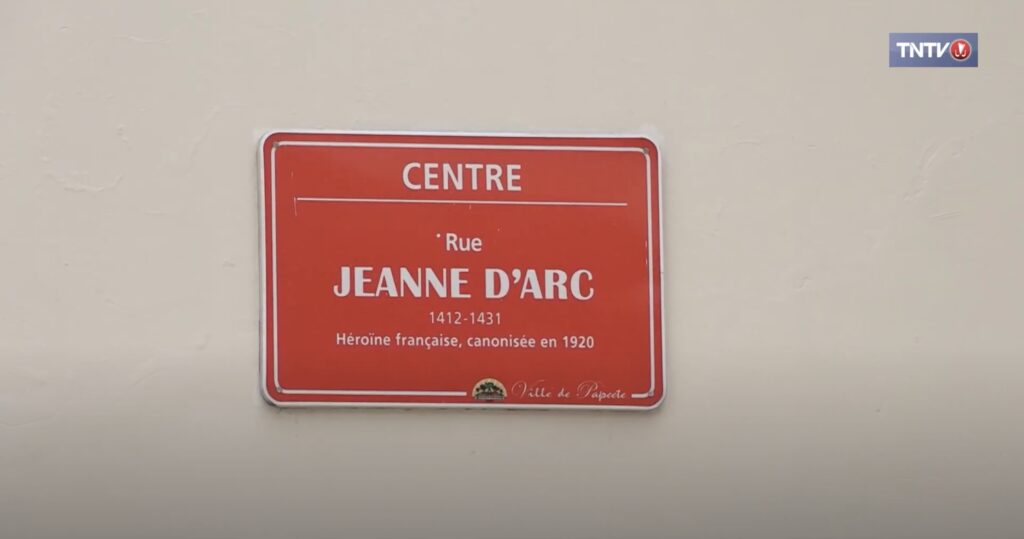 TNTV
CENTRE
Rue
JEANNE D'ARC
1412-1431
Héroïne française, canonisée en 1920
Ville de Papeete